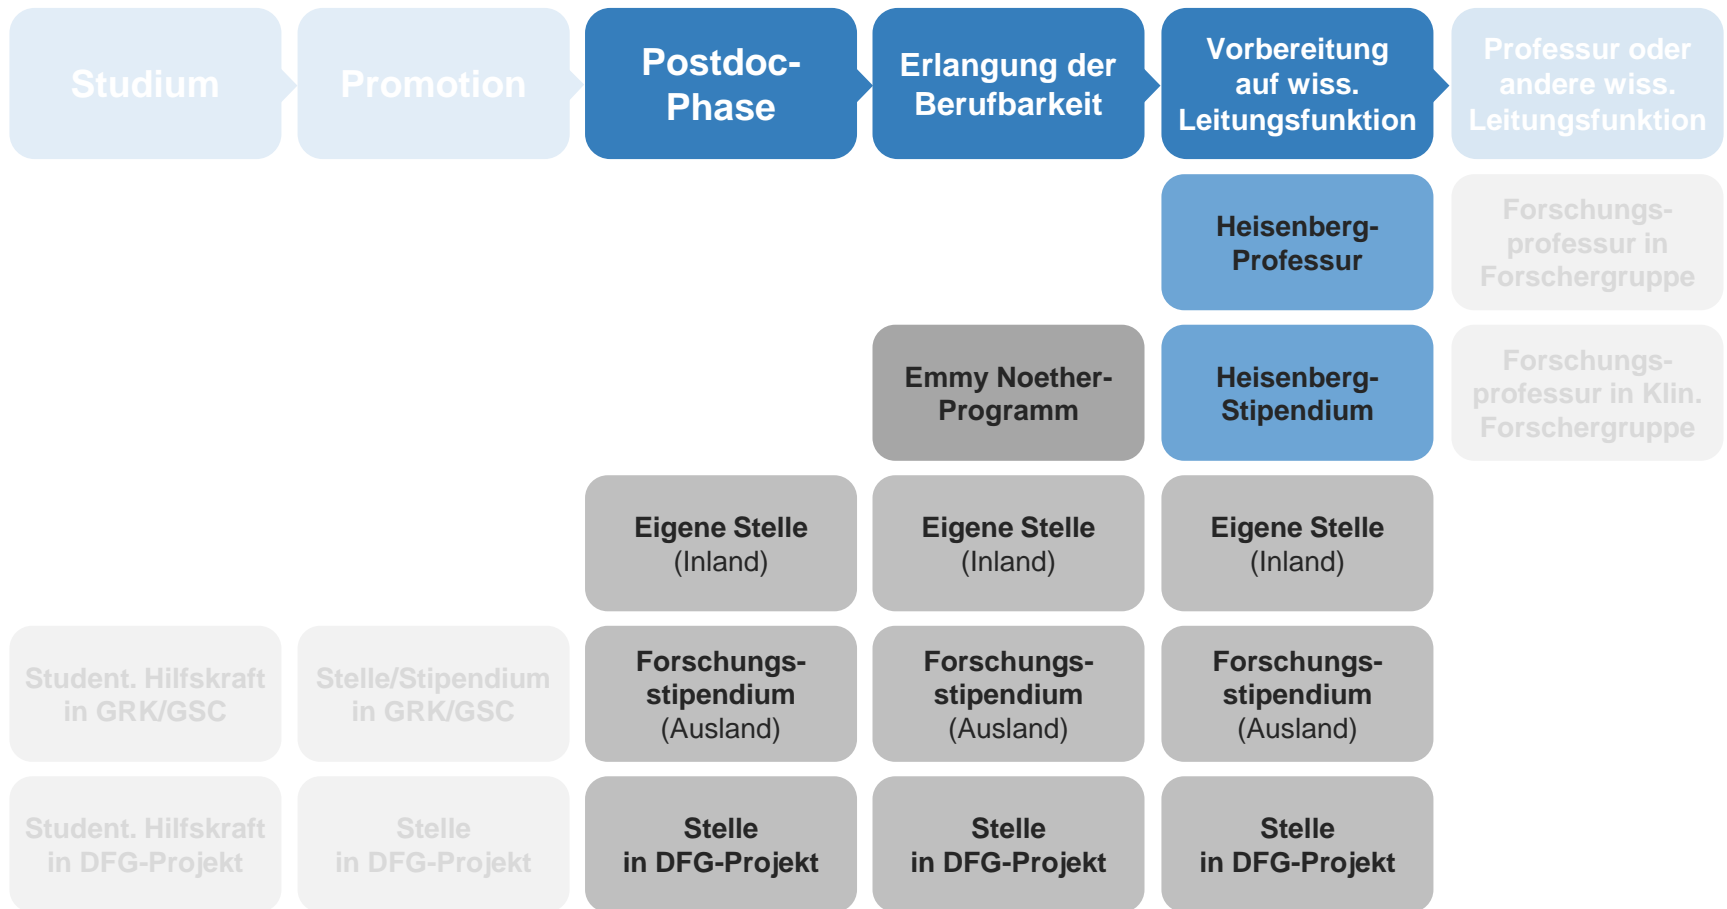 Studium
Promotion
Postdoc-
Phase
Erlangung der
Berufbarkeit
Vorbereitung
auf wiss.
Leitungsfunktion
Professur oder
andere wiss.
Leitungsfunktion
Heisenberg-
Professur
Forschungs-
professur in
Forschergruppe
Emmy Noether-
Programm
Heisenberg-
Stipendium
Forschungs-
professur in Klin.
Forschergruppe
Eigene Stelle
(Inland)
Eigene Stelle
(Inland)
Eigene Stelle
(Inland)
Student. Hilfskraft
in GRK/GSC
Stelle/Stipendium
in GRK/GSC
Forschungs-
stipendium
(Ausland)
Forschungs-
stipendium
(Ausland)
Forschungs-
stipendium
(Ausland)
Student. Hilfskraft
in DFG-Projekt
Stelle
in DFG-Projekt
Stelle
in DFG-Projekt
Stelle
in DFG-Projekt
Stelle
in DFG-Projekt